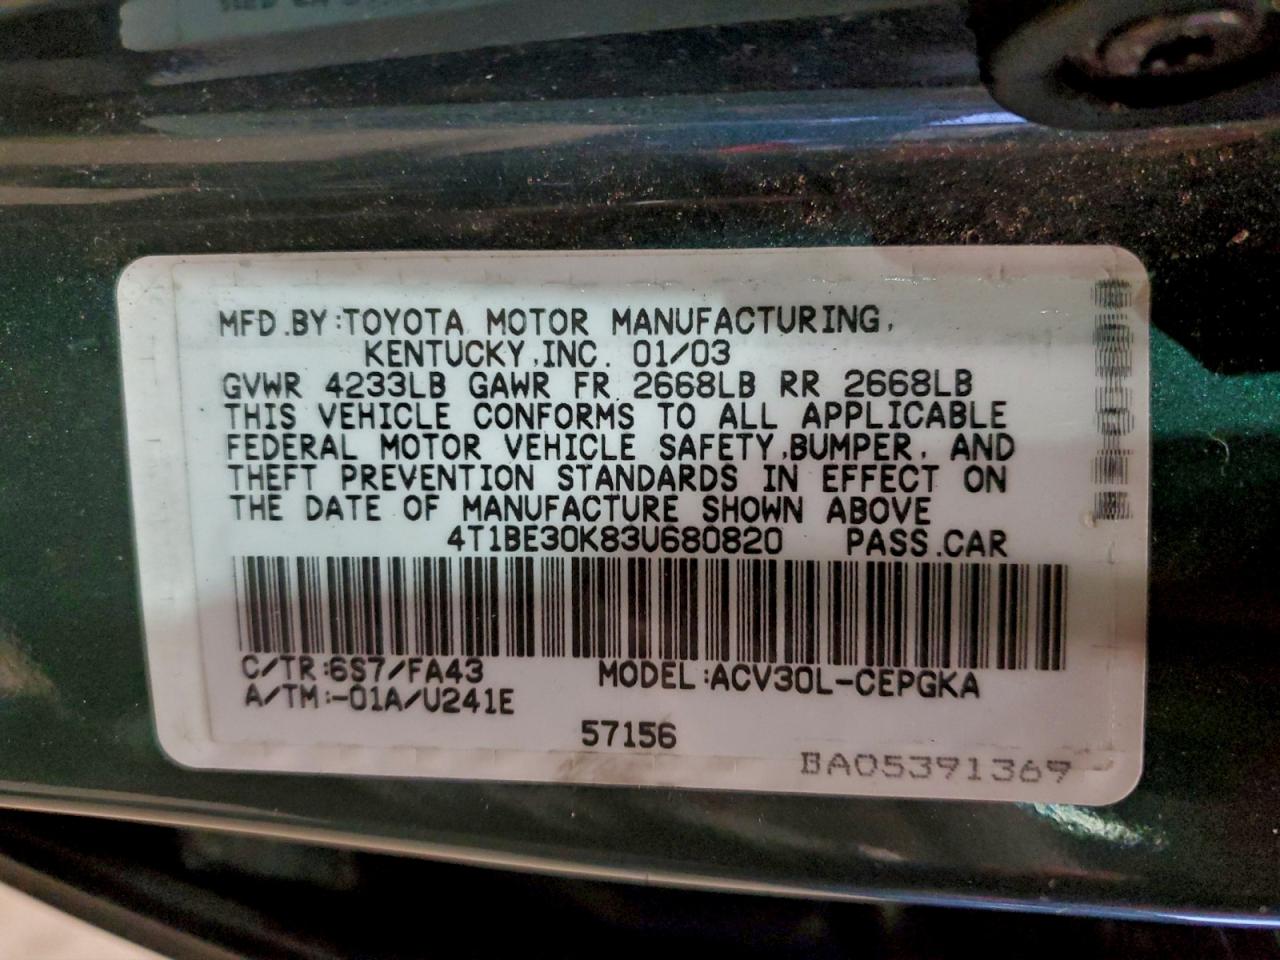 MFD.BY:TOYOTA MOTOR MANUFACTURING,
KENTUCKY,INC. 01/03
GVWR 4233LB GAWR FR 2668LB RR 2668LB
THIS VEHICLE CONFORMS TO ALL APPLICABLE
FEDERAL MOTOR VEHICLE SAFETY,BUMPER, AND
THEFT PREVENTION STANDARDS IN EFFECT ON
THE DATE OF MANUFACTURE SHOWN ABOVE
4T1BE30K83U680820 PASS.CAR
C/TR:6S7/FA43 MODEL:ACV30L-CEPGKA
A/TM:-01A/U241E
57156
BA05391369